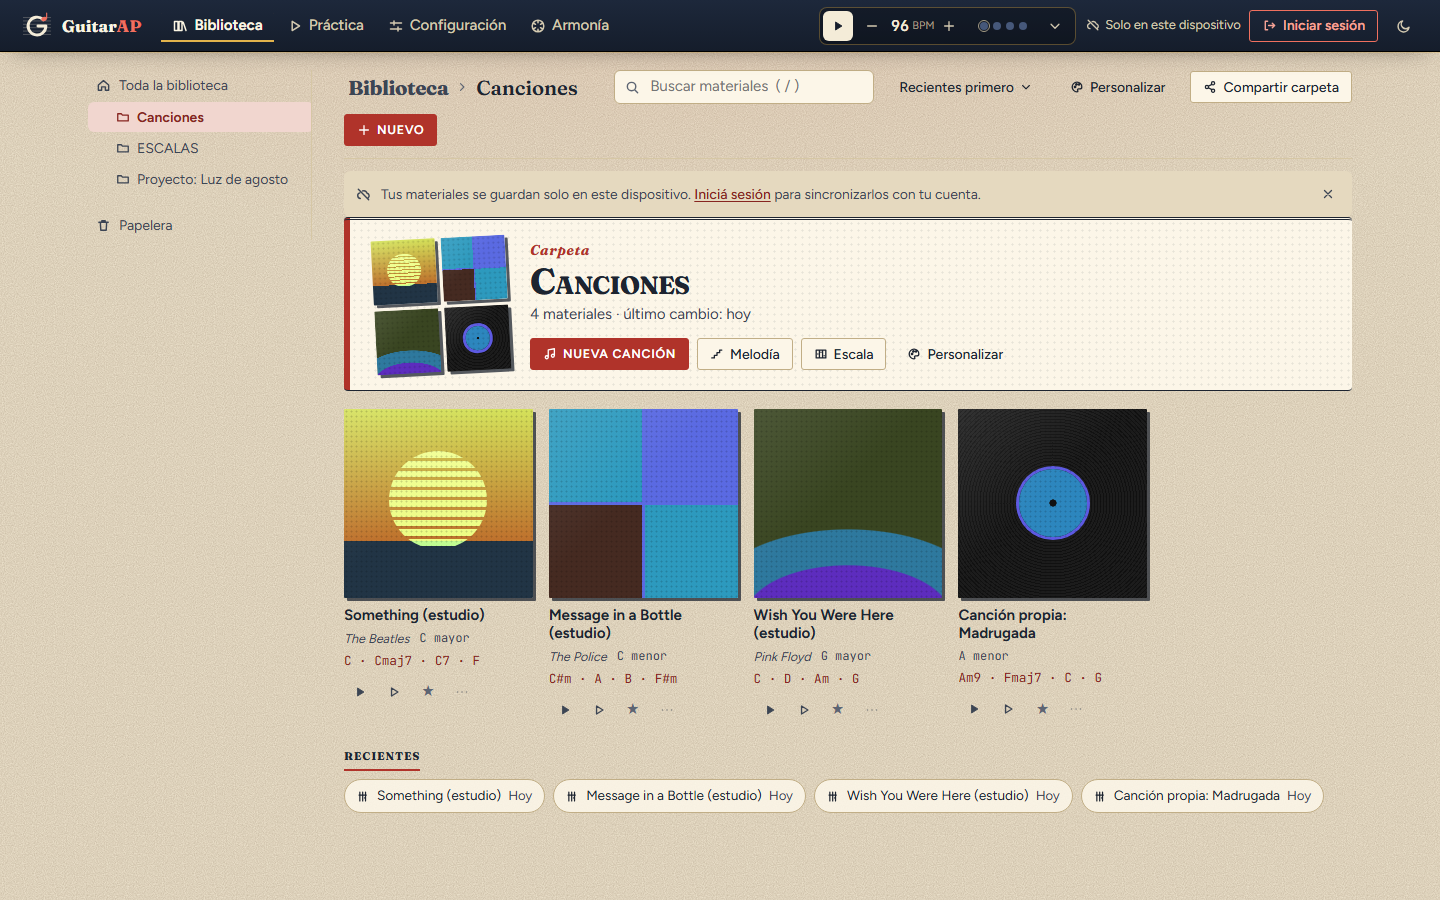 GuitarAP Biblioteca Práctica Configuración Armonía 96 BPM Solo en este dispositivo Iniciar sesión
Toda la biblioteca
Canciones
ESCALAS
Proyecto: Luz de agosto
Papelera
Biblioteca › Canciones Buscar materiales ( / ) Recientes primero Personalizar Compartir carpeta
+ NUEVO
Tus materiales se guardan solo en este dispositivo. Iniciá sesión para sincronizarlos con tu cuenta.
Carpeta
CANCIONES
4 materiales · último cambio: hoy
NUEVA CANCIÓN Melodía Escala Personalizar
Something (estudio)
The Beatles C mayor
C · Cmaj7 · C7 · F
Message in a Bottle
(estudio)
The Police C menor
C#m · A · B · F#m
Wish You Were Here
(estudio)
Pink Floyd G mayor
C · D · Am · G
Canción propia:
Madrugada
A menor
Am9 · Fmaj7 · C · G
RECIENTES
Something (estudio) Hoy Message in a Bottle (estudio) Hoy Wish You Were Here (estudio) Hoy Canción propia: Madrugada Hoy